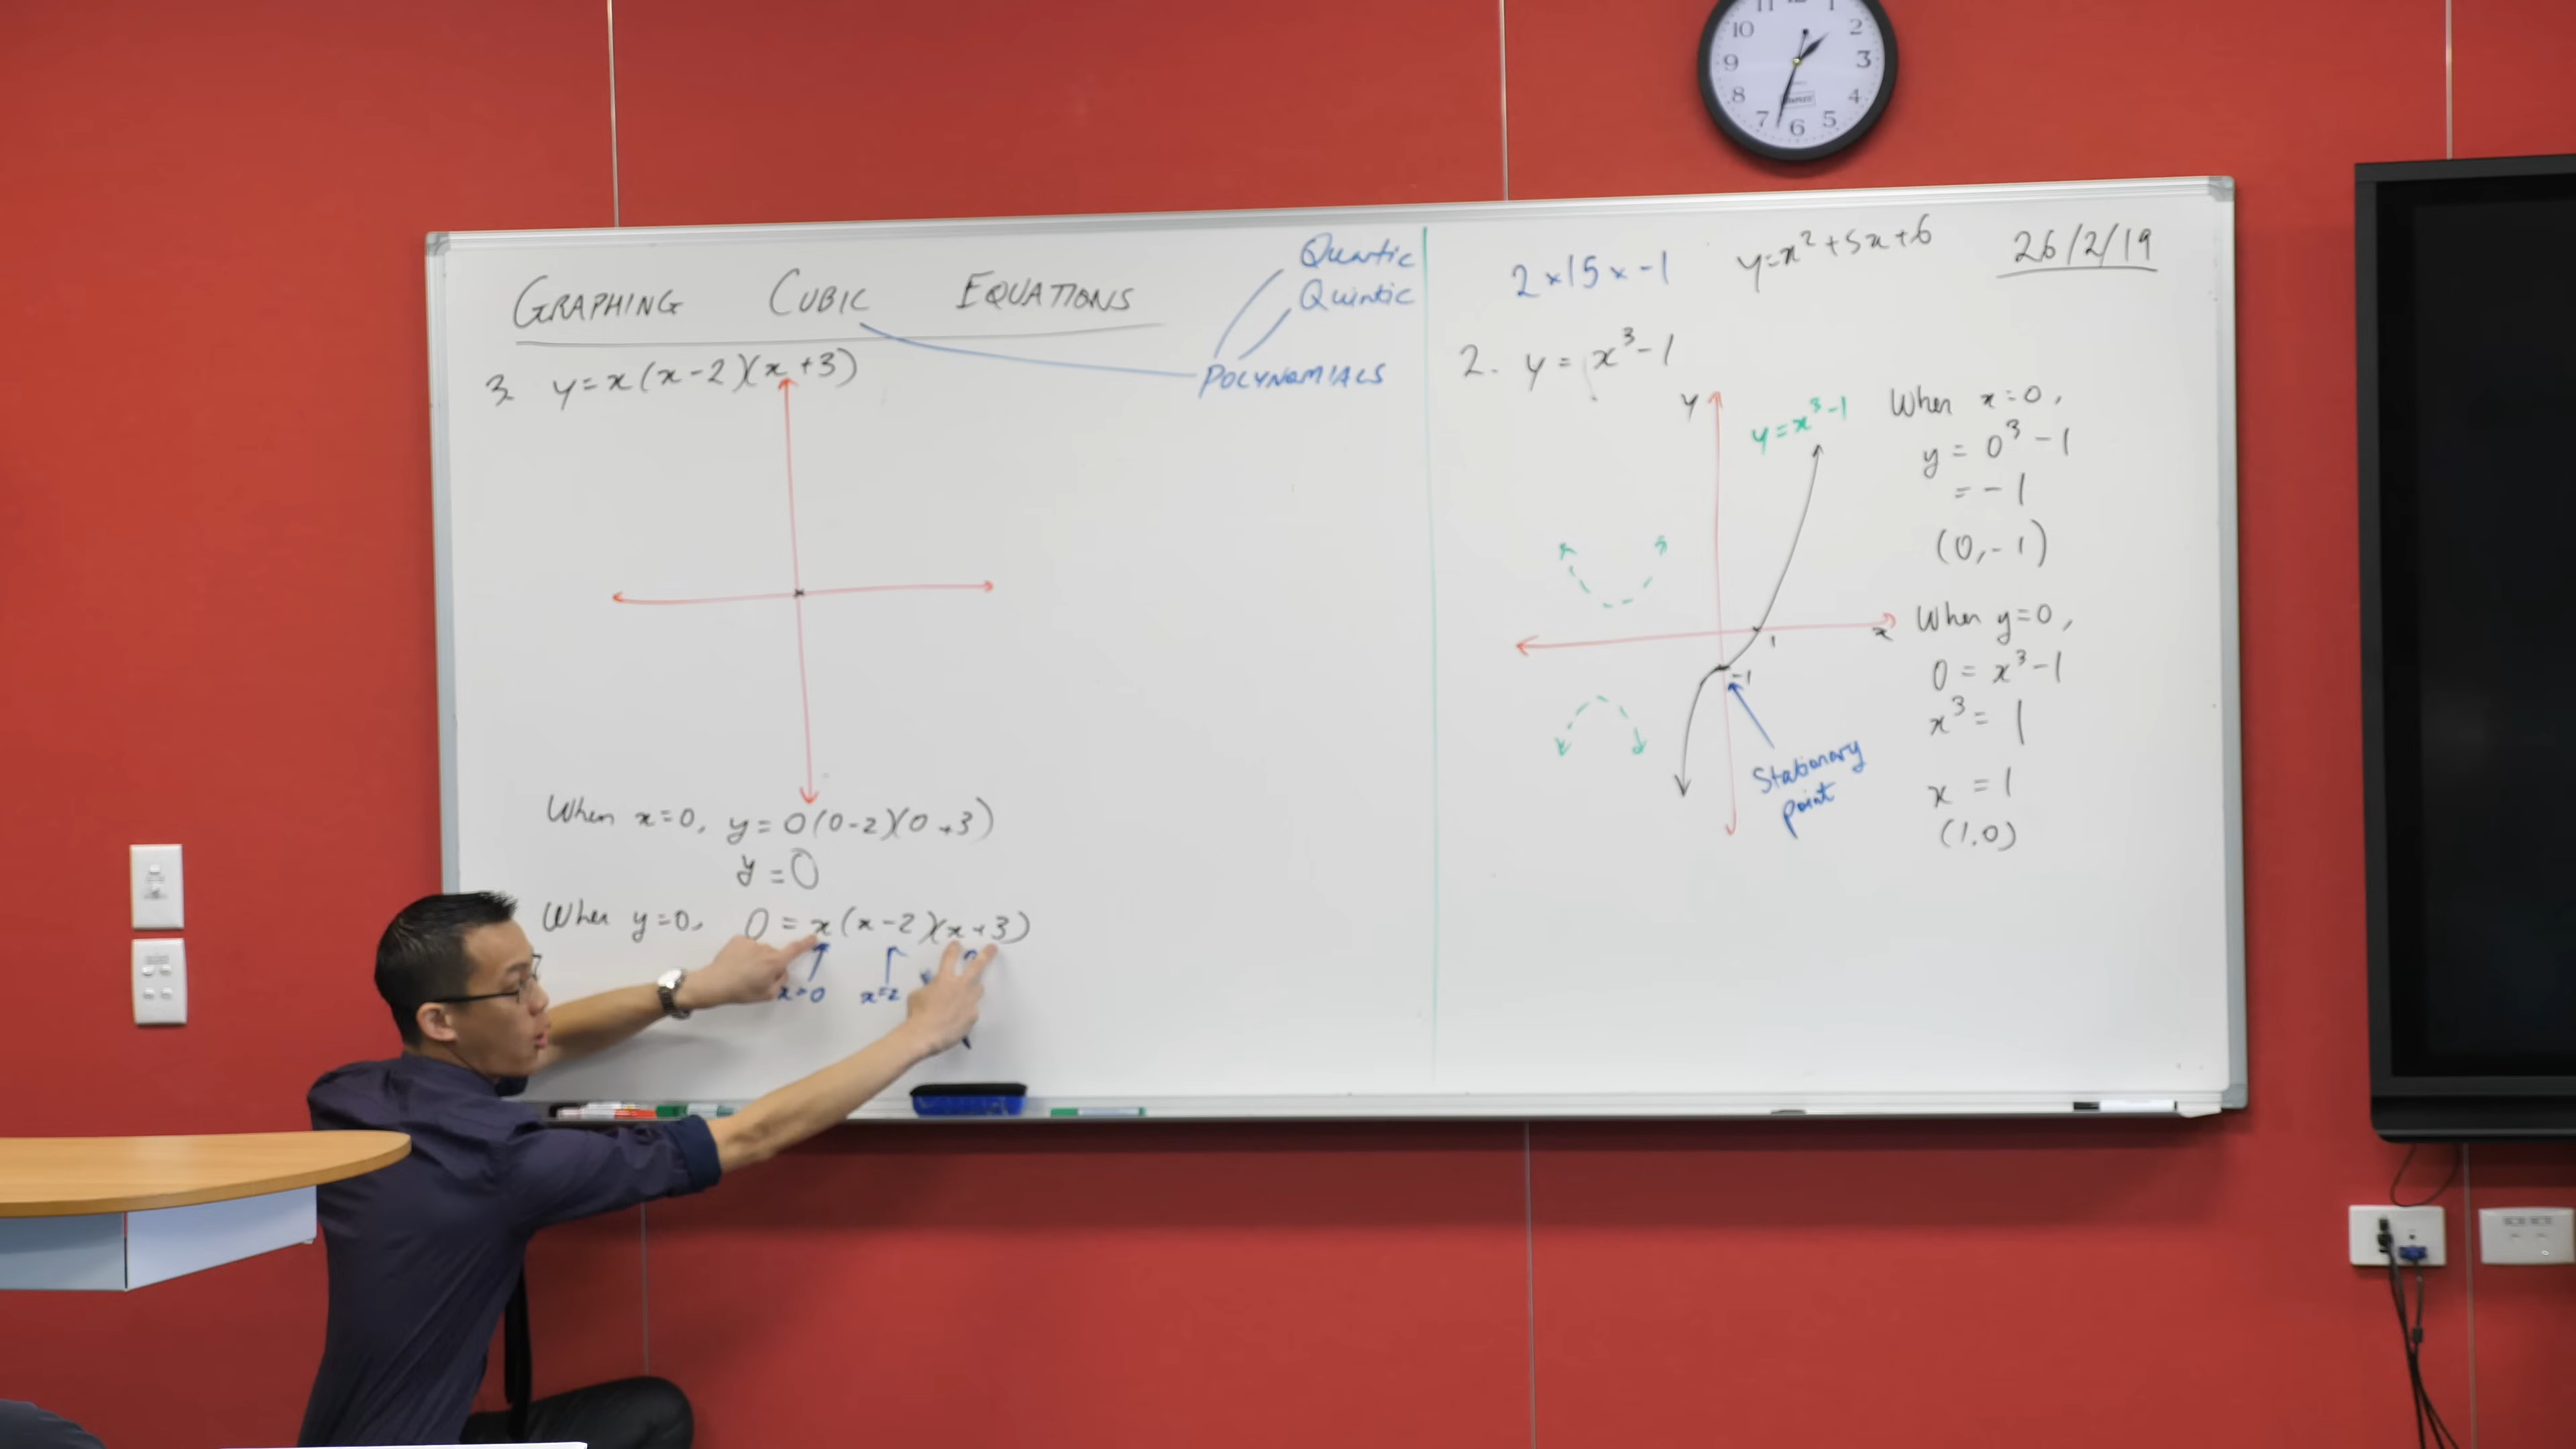 GRAPHING CUBIC EQUATIONS
Quartic
Quintic
POLYNOMIALS
3 y=x(x-2)(x+3)
When x=0, y=0(0-2)(0+3)
y=0
When y=0, 0=x(x-2)(x+3)
x=0 x=2
2×15×-1
y=x²+5x+6
26/2/19
2. y=x³-1
y
y=x³-1
x
1
-1
Stationary
point
When x=0,
y=0³-1
=-1
(0,-1)
When y=0,
0=x³-1
x³=1
x=1
(1,0)
11 12 1
10 2
9 3
8 4
7 6 5